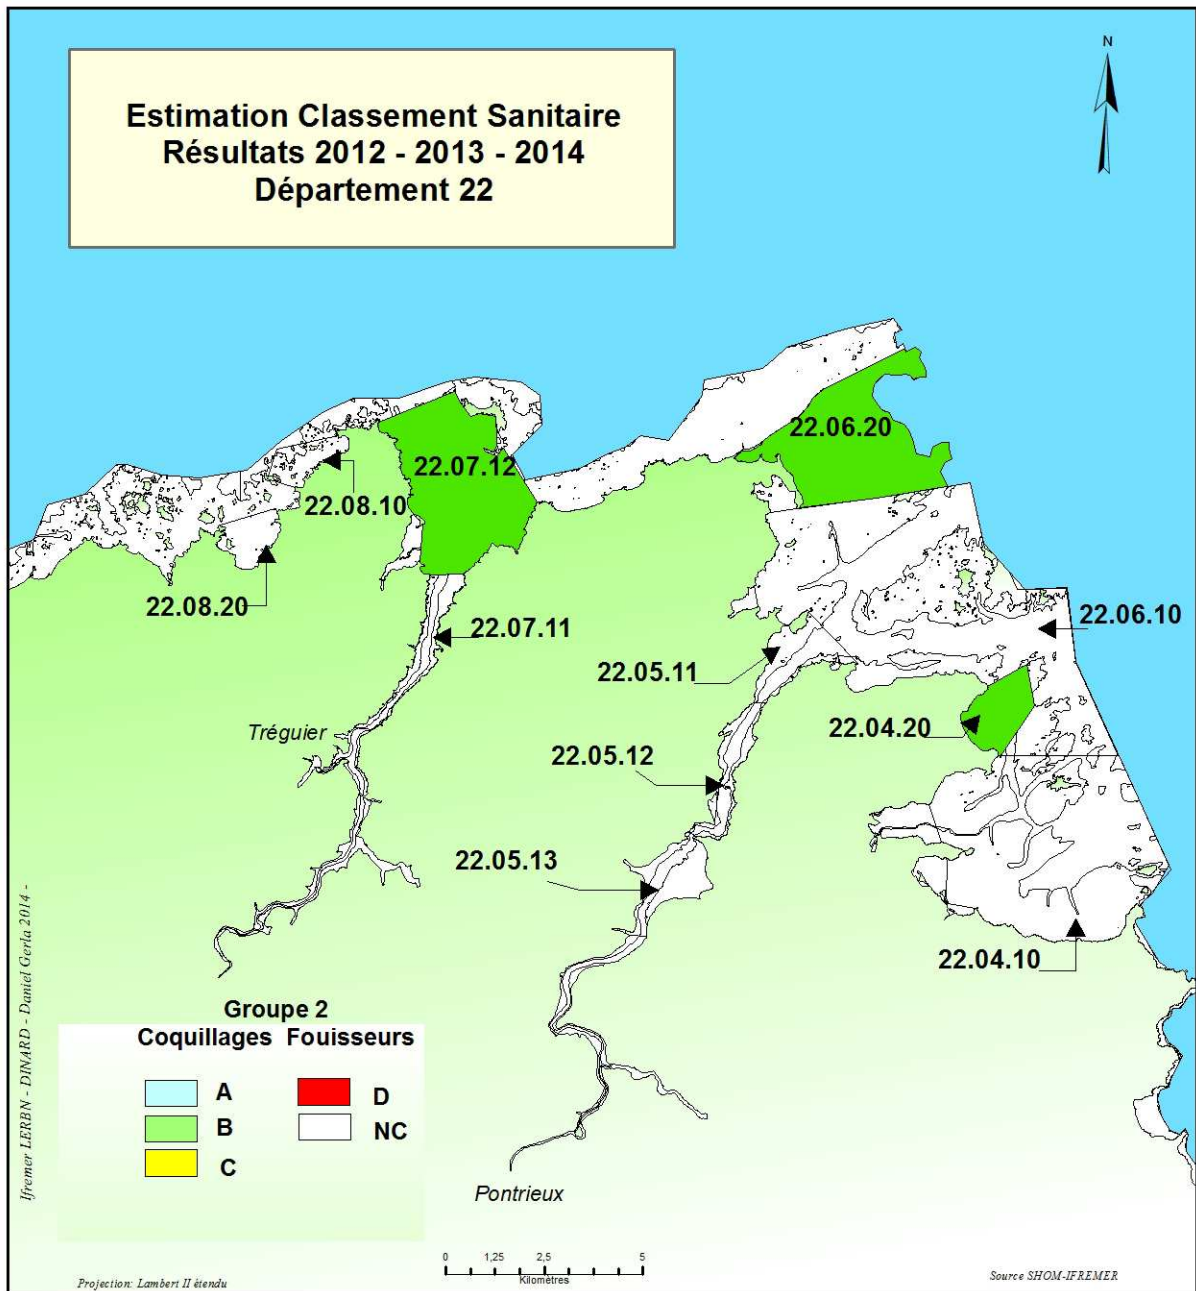 Estimation Classement Sanitaire
Résultats 2012 - 2013 - 2014
Département 22
N
22.06.20
22.07.12
22.08.10
22.08.20
22.07.11
22.06.10
22.05.11
22.04.20
Tréguier
22.05.12
22.05.13
22.04.10
Groupe 2
Coquillages Fouisseurs
A
B
C
D
NC
Pontrieux
0 1,25 2,5 5
Kilomètres
Projection: Lambert II étendu
Source SHOM-IFREMER
Ifremer LERBN - DINARD - Daniel Gerla 2014 -